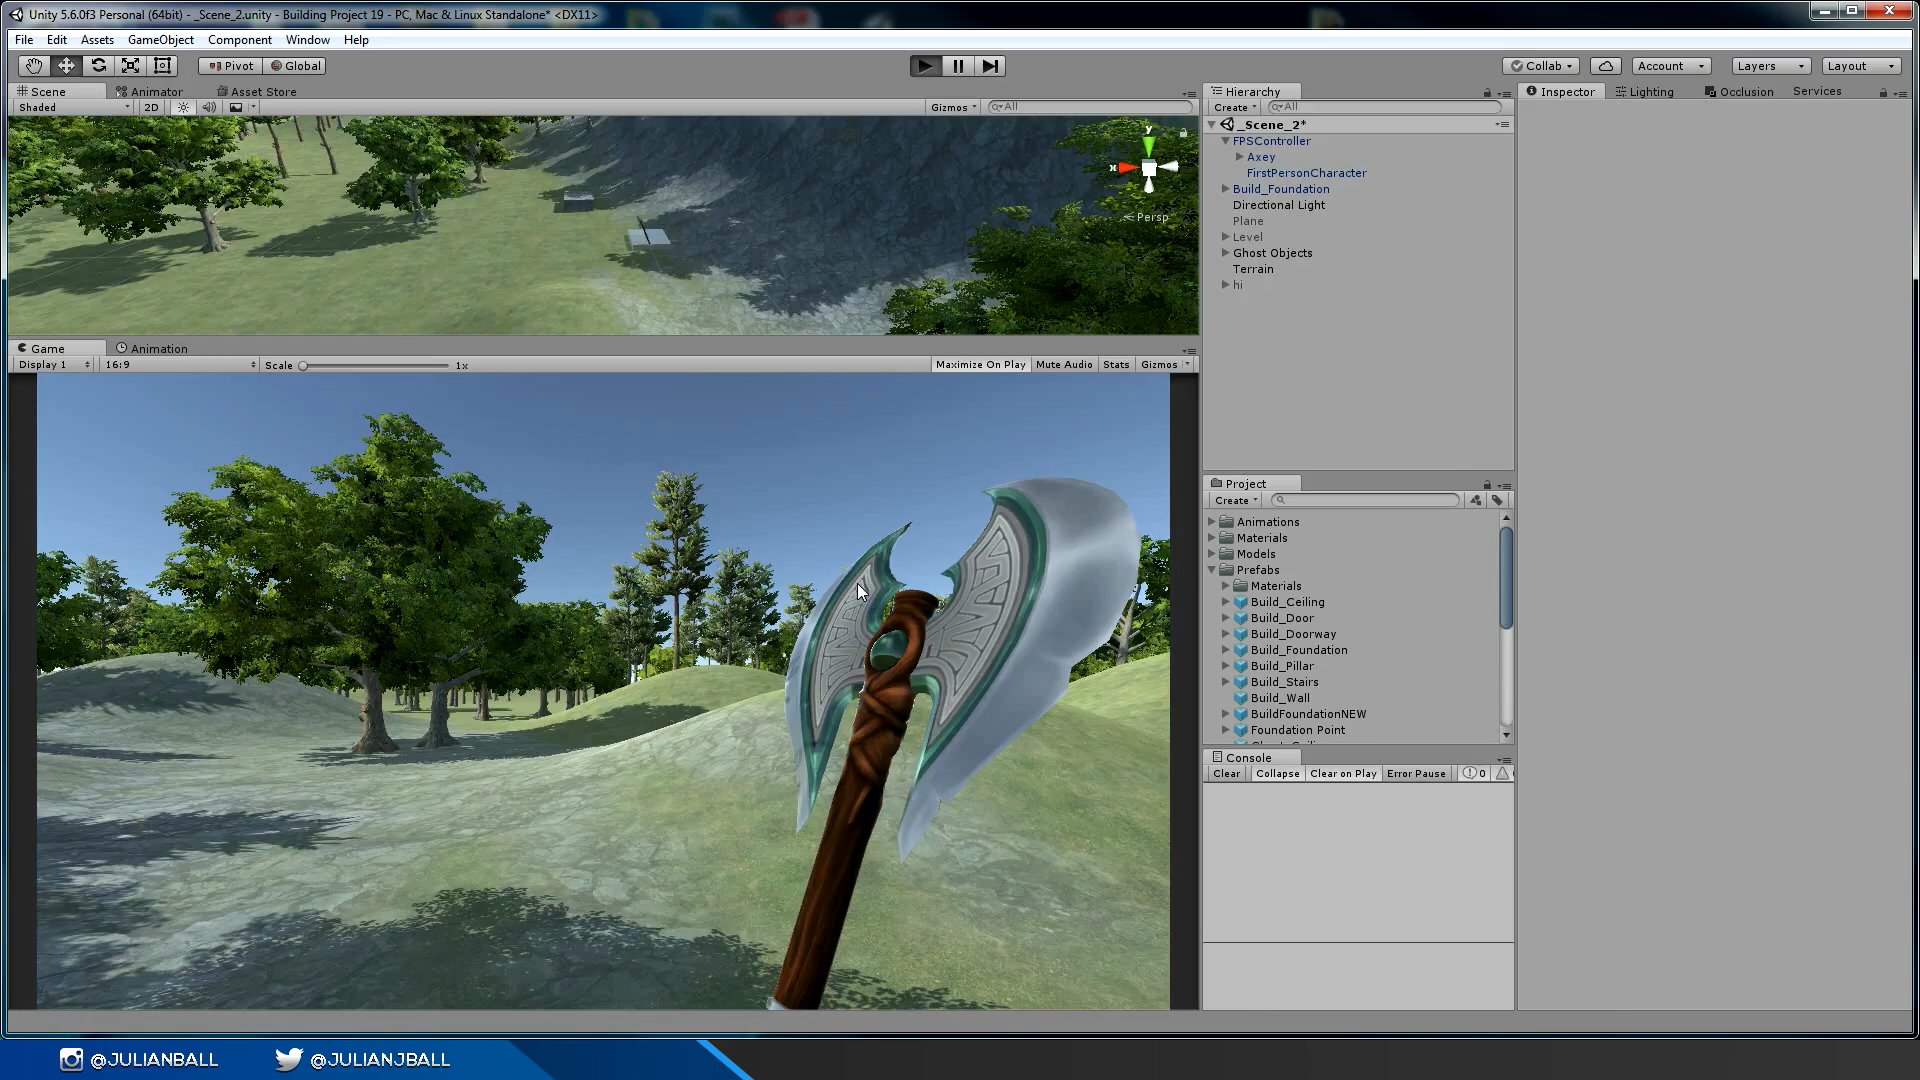 Unity 5.6.0f3 Personal (64bit) - _Scene_2.unity - Building Project 19 - PC, Mac & Linux Standalone* <DX11>
File Edit Assets GameObject Component Window Help
Pivot Global Collab Account Layers Layout
Scene Animator Asset Store
Shaded 2D Gizmos All
y
x
Persp
Game Animation
Display 1 16:9 Scale 1x Maximize On Play Mute Audio Stats Gizmos
Hierarchy
Create All
_Scene_2*
FPSController
Axey
FirstPersonCharacter
Build_Foundation
Directional Light
Plane
Level
Ghost Objects
Terrain
hi
Project
Create
Animations
Materials
Models
Prefabs
Materials
Build_Ceiling
Build_Door
Build_Doorway
Build_Foundation
Build_Pillar
Build_Stairs
Build_Wall
BuildFoundationNEW
Foundation Point
Console
Clear Collapse Clear on Play Error Pause 0
Inspector Lighting Occlusion Services
@JULIANBALL @JULIANJBALL